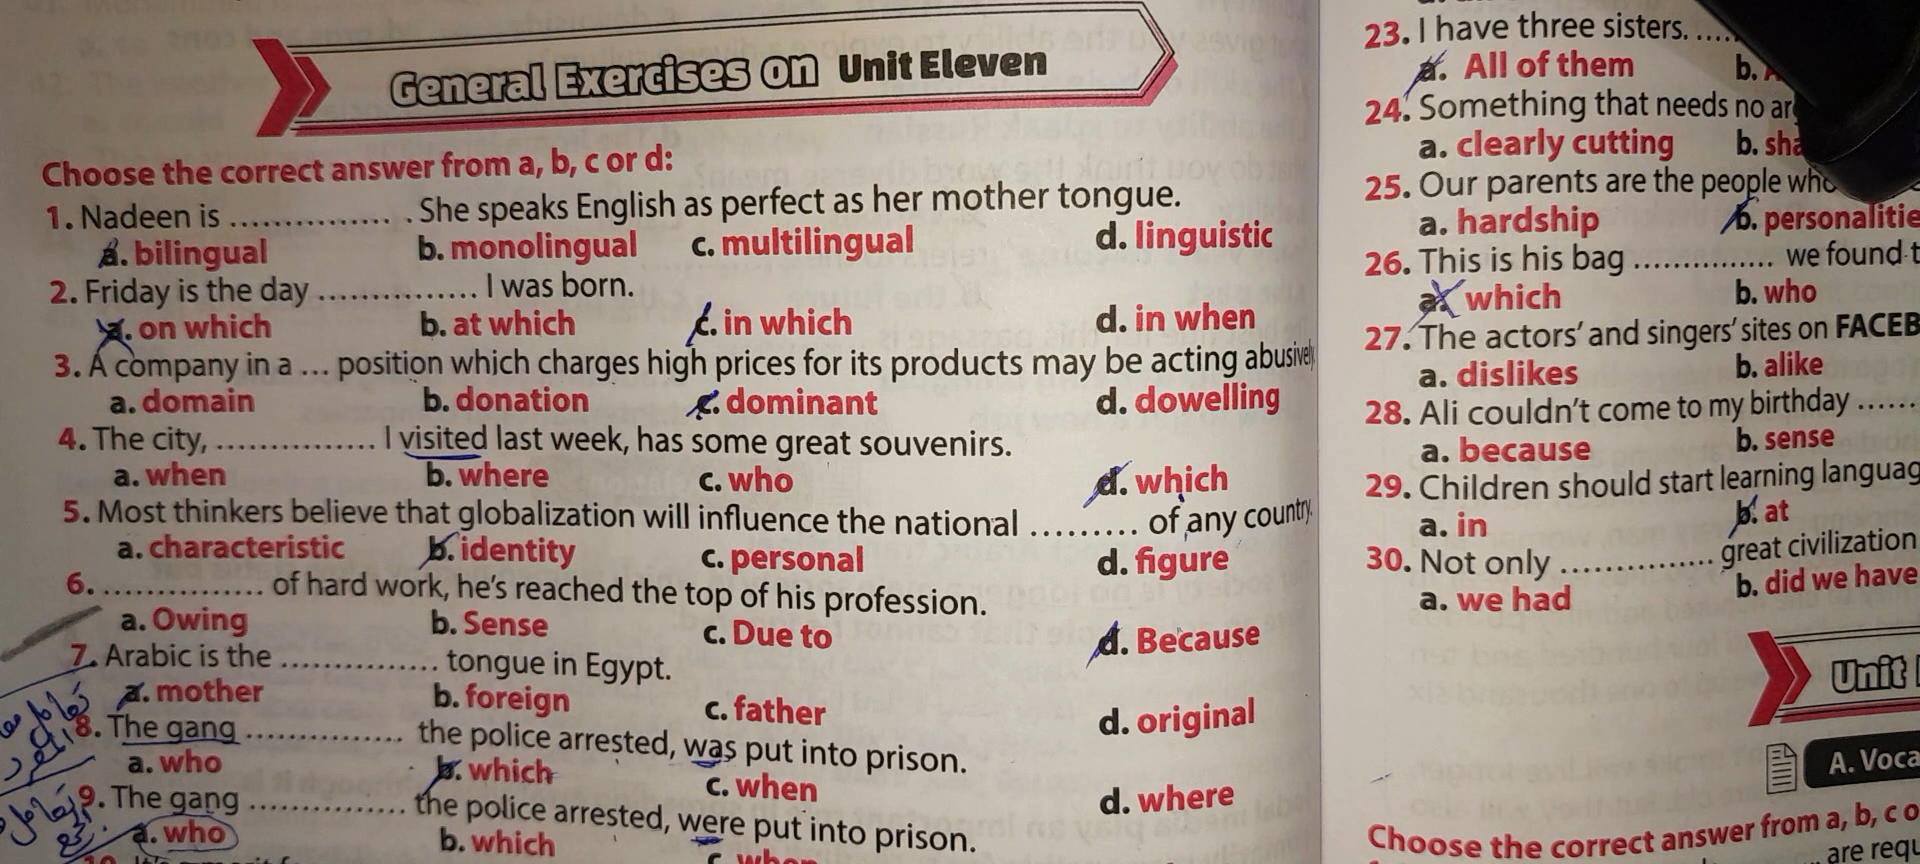 General Exercises on Unit Eleven
Choose the correct answer from a, b, c or d:
1. Nadeen is .............. . She speaks English as perfect as her mother tongue.
a. bilingual b. monolingual c. multilingual d. linguistic
2. Friday is the day .............. I was born.
a. on which b. at which c. in which d. in when
3. A company in a ... position which charges high prices for its products may be acting abusively
a. domain b. donation c. dominant d. dowelling
4. The city, .............. I visited last week, has some great souvenirs.
a. when b. where c. who d. which
5. Most thinkers believe that globalization will influence the national ......... of any country.
a. characteristic b. identity c. personal d. figure
6. .............. of hard work, he's reached the top of his profession.
a. Owing b. Sense c. Due to d. Because
7. Arabic is the .............. tongue in Egypt.
a. mother b. foreign c. father d. original
8. The gang .............. the police arrested, was put into prison.
a. who b. which c. when d. where
9. The gang .............. the police arrested, were put into prison.
a. who b. which
23. I have three sisters. ....
a. All of them b.
24. Something that needs no
a. clearly cutting b.
25. Our parents are the people who
a. hardship b. personalitie
26. This is his bag .............. we found t
a. which b. who
27. The actors' and singers' sites on FACEB
a. dislikes b. alike
28. Ali couldn't come to my birthday ......
a. because b. sense
29. Children should start learning languag
a. in b. at
30. Not only .............. great civilization
a. we had b. did we have
Unit
A. Voca
Choose the correct answer from a, b, c o
are requ